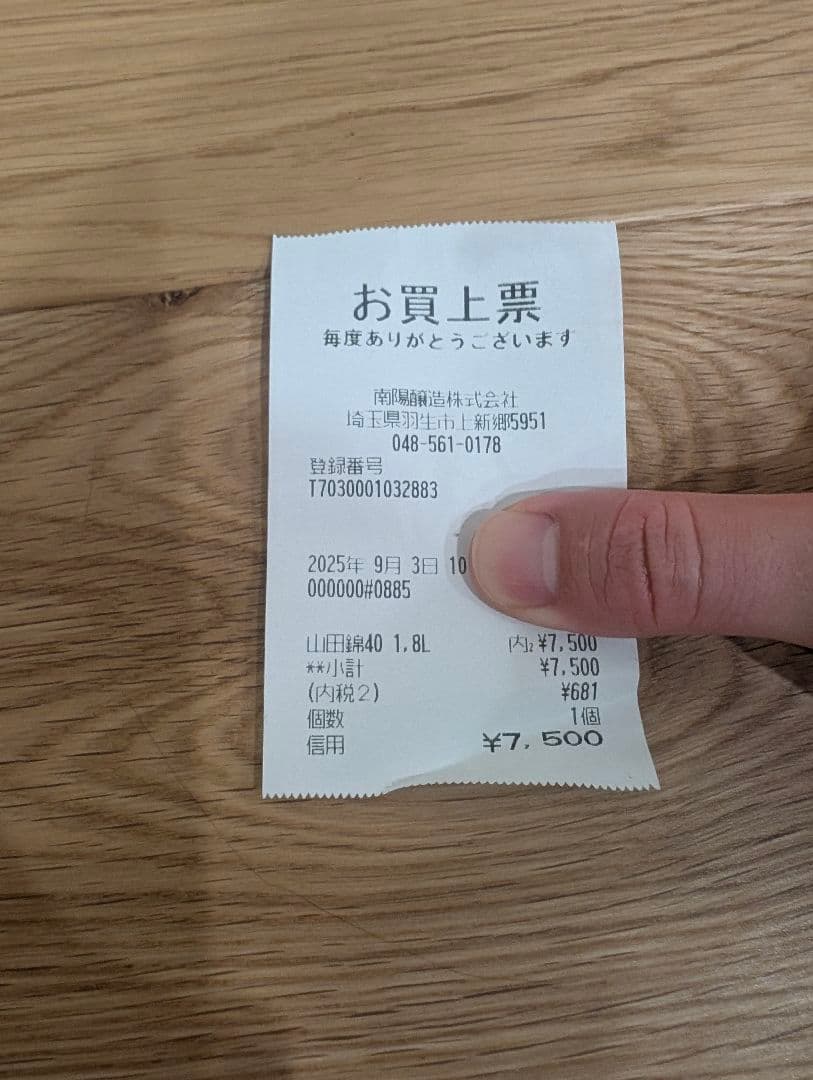 お買上票
毎度ありがとうございます
南陽醸造株式会社
埼玉県羽生市上新郷5951
048-561-0178
登録番号
T7030001032883
2025年 9月 3日 10
000000#0885
山田錦40 1,8L 内2 ¥7,500
**小計 ¥7,500
(内税2) ¥681
個数 1個
信用 ¥7,500